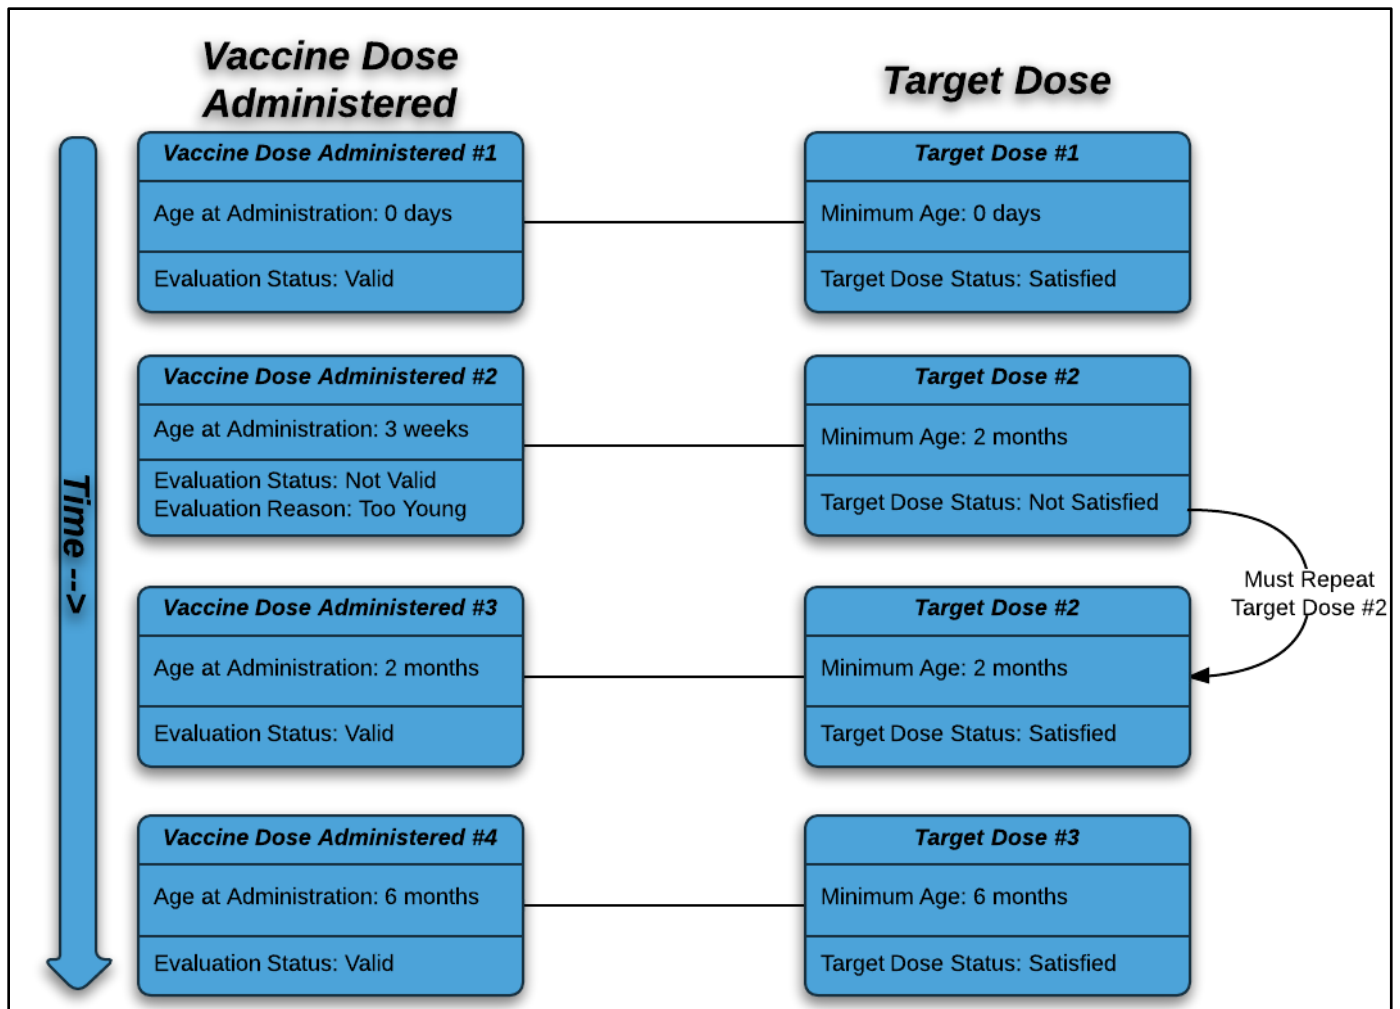 Vaccine Dose
Administered
Target Dose
Time -->
Vaccine Dose Administered #1
Age at Administration: 0 days
Evaluation Status: Valid
Target Dose #1
Minimum Age: 0 days
Target Dose Status: Satisfied
Vaccine Dose Administered #2
Age at Administration: 3 weeks
Evaluation Status: Not Valid
Evaluation Reason: Too Young
Target Dose #2
Minimum Age: 2 months
Target Dose Status: Not Satisfied
Must Repeat
Target Dose #2
Vaccine Dose Administered #3
Age at Administration: 2 months
Evaluation Status: Valid
Target Dose #2
Minimum Age: 2 months
Target Dose Status: Satisfied
Vaccine Dose Administered #4
Age at Administration: 6 months
Evaluation Status: Valid
Target Dose #3
Minimum Age: 6 months
Target Dose Status: Satisfied